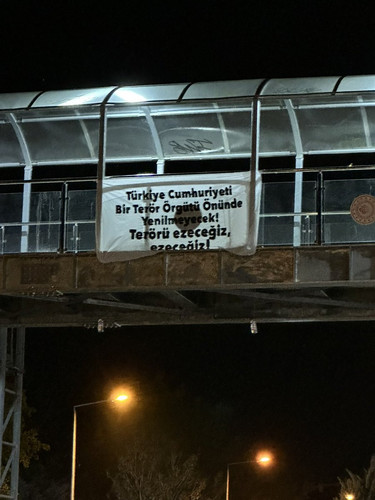 Türkiye Cumhuriyeti
Bir Terör Örgütü Önünde
Yenilmeyecek!
Terörü ezeceğiz,
ezeceğiz!